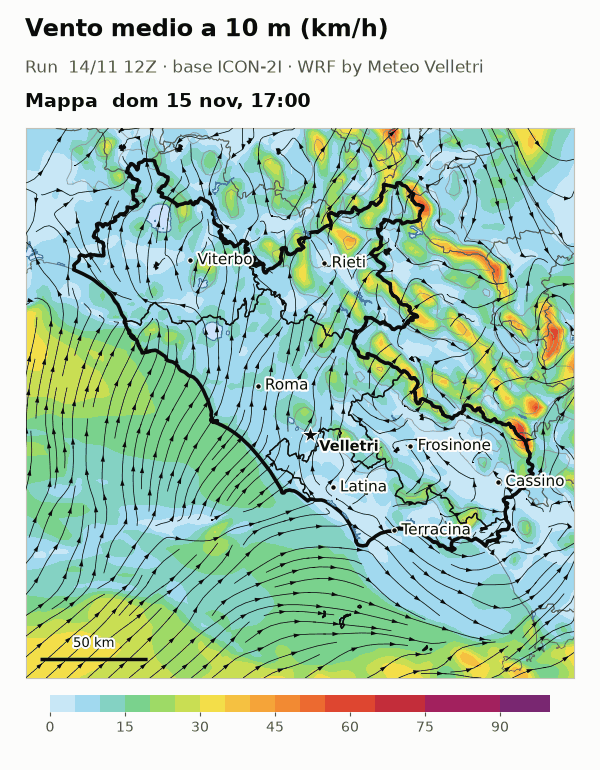 Vento medio a 10 m (km/h)
Run  14/11 12Z · base ICON-2I · WRF by Meteo Velletri
Mappa  dom 15 nov, 17:00
Viterbo
Rieti
Roma
Velletri
Frosinone
Latina
Cassino
Terracina
50 km
0 15 30 45 60 75 90